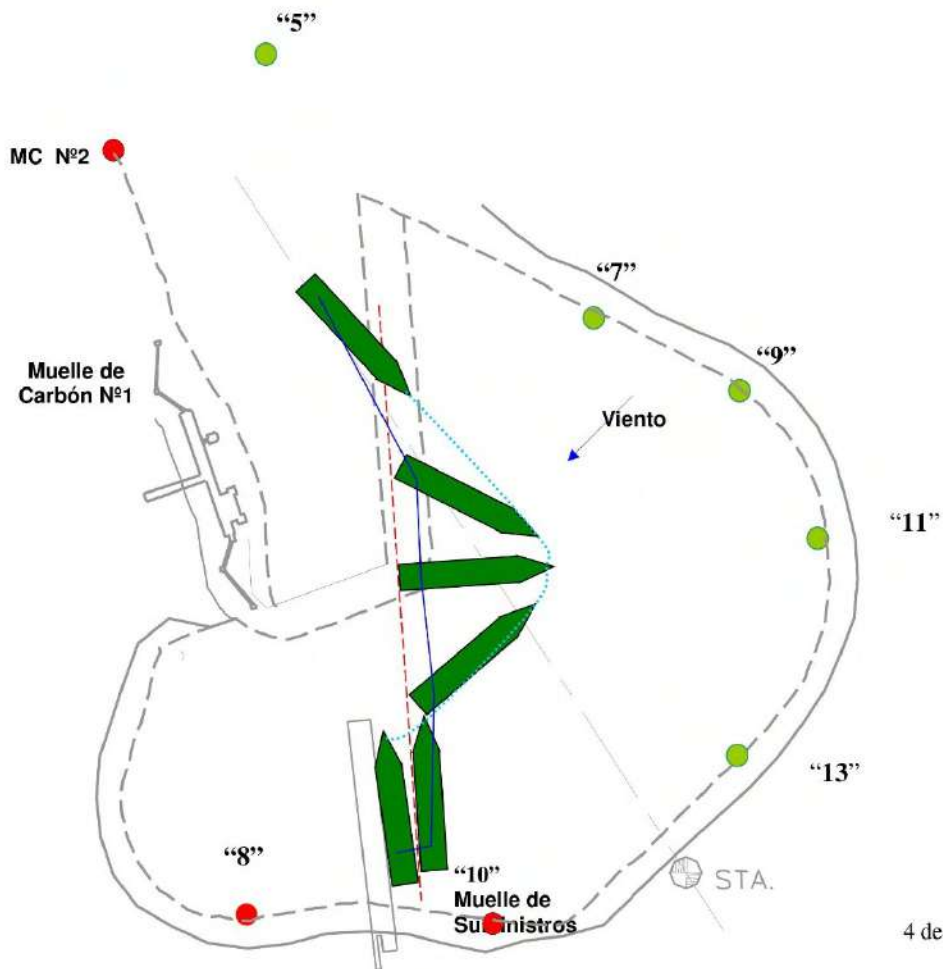 “5”
MC Nº2
“7”
“9”
Muelle de
Carbón Nº1
Viento
“11”
“13”
“8”
“10”
Muelle de
Suministros
STA.
4 de